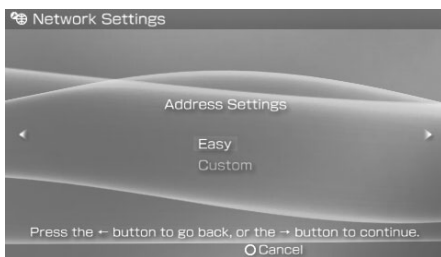 Network Settings
Address Settings
Easy
Custom
Press the ← button to go back, or the → button to continue.
Cancel